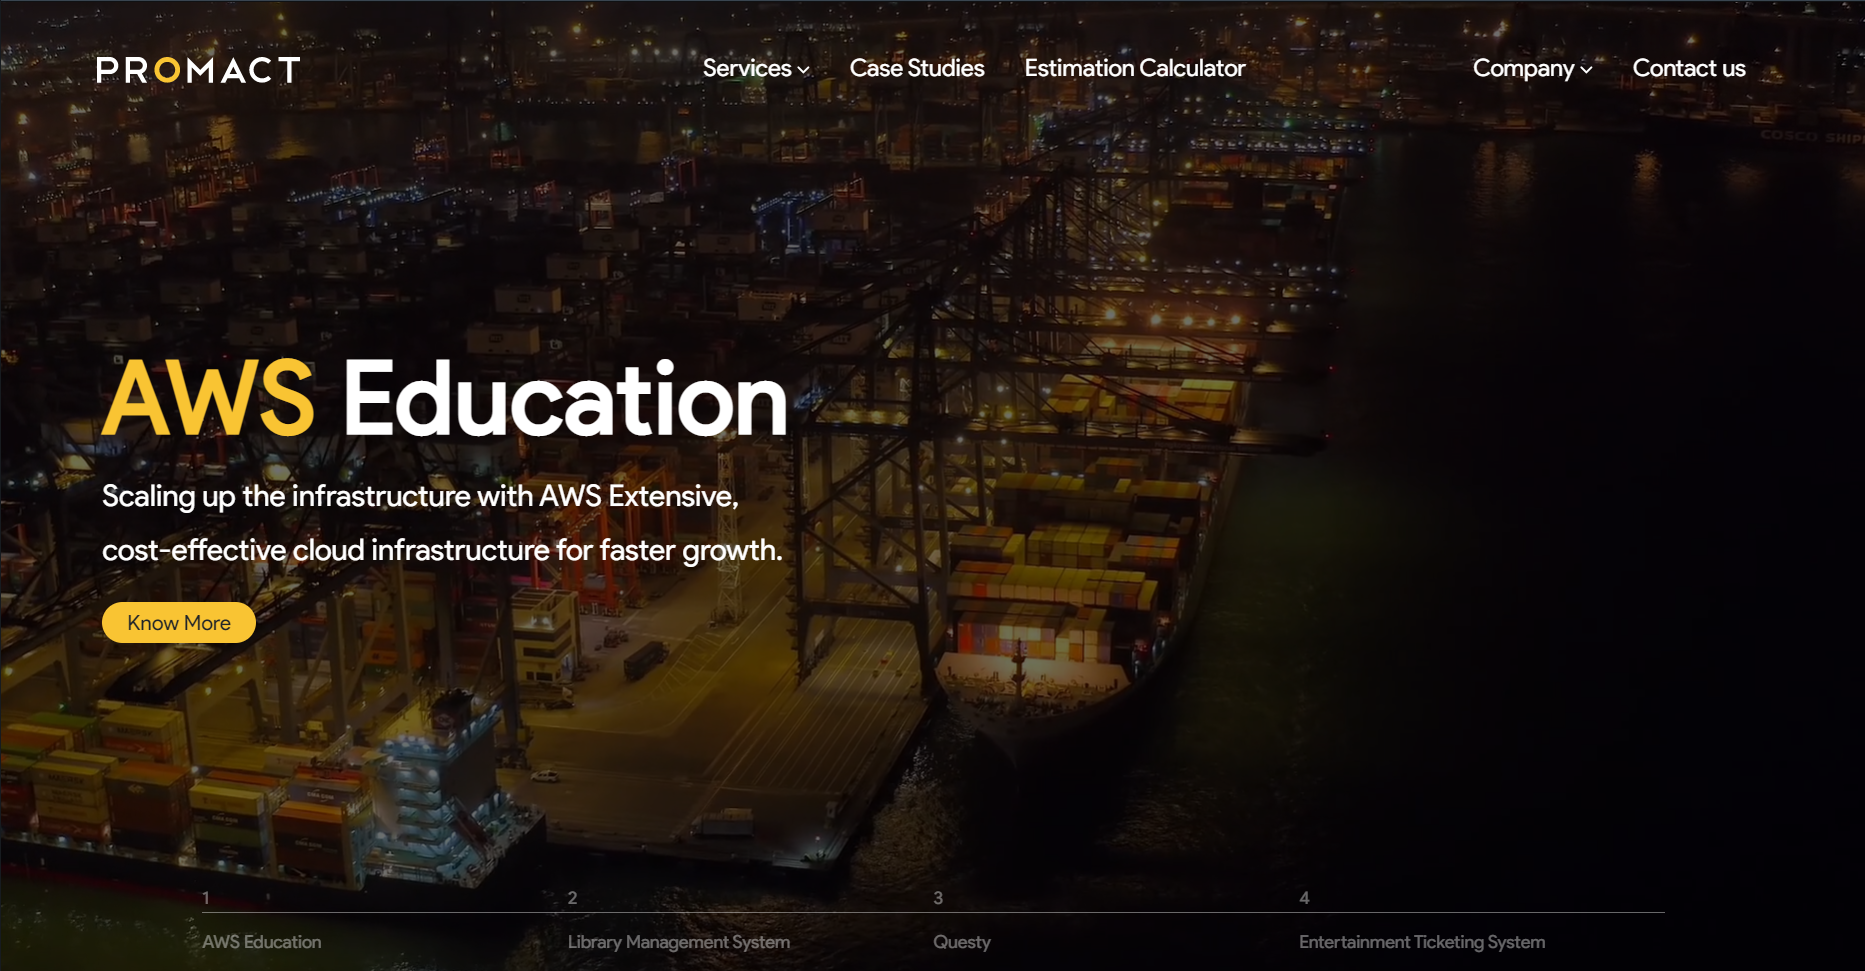 PROMACT
Services
Case Studies
Estimation Calculator
Company
Contact us
COSCO SHIP
AWS Education
Scaling up the infrastructure with AWS Extensive,
cost-effective cloud infrastructure for faster growth.
Know More
1
2
3
4
AWS Education
Library Management System
Questy
Entertainment Ticketing System